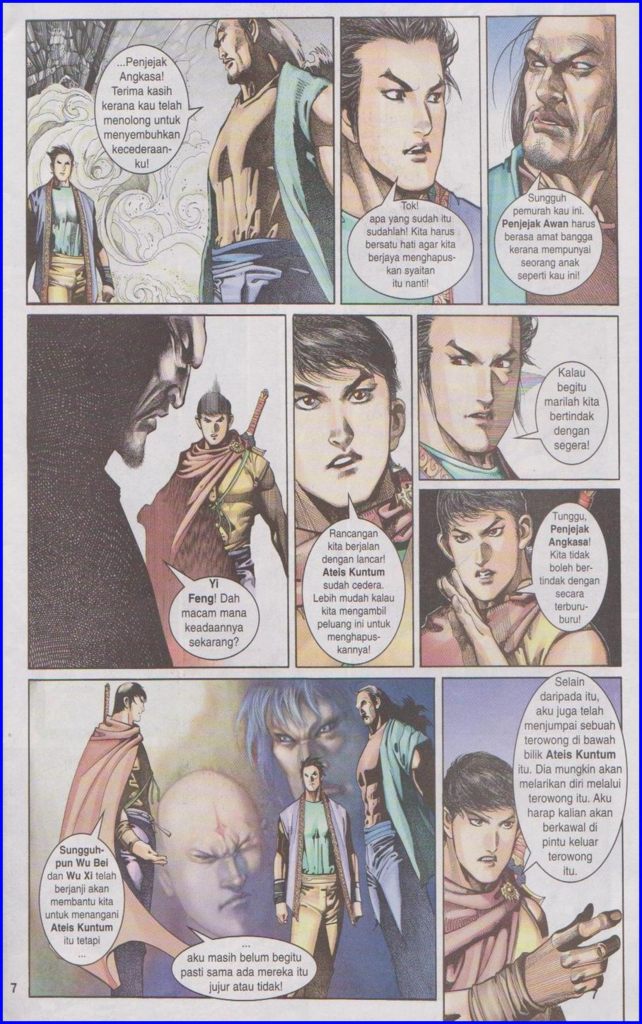 ...Penjejak
Angkasa!
Terima kasih
kerana kau telah
menolong untuk
menyembuhkan
kecederaan-
ku!
Tok!
apa yang sudah itu
sudahlah! Kita harus
bersatu hati agar kita
berjaya menghapus-
kan syaitan
itu nanti!
Sungguh
pemurah kau ini.
Penjejak Awan harus
berasa amat bangga
kerana mempunyai
seorang anak
seperti kau ini!
Yi
Feng! Dah
macam mana
keadaannya
sekarang?
Rancangan
kita berjalan
dengan lancar!
Ateis Kuntum
sudah cedera.
Lebih mudah kalau
kita mengambil
peluang ini untuk
menghapus-
kannya!
Kalau
begitu
marilah kita
bertindak
dengan
segera!
Tunggu,
Penjejak
Angkasa!
Kita tidak
boleh ber-
tindak dengan
secara
terburu-
buru!
Sungguh-
pun Wu Bei
dan Wu Xi telah
berjanji akan
membantu kita
untuk menangani
Ateis Kuntum
itu tetapi
...
...
aku masih belum begitu
pasti sama ada mereka itu
jujur atau tidak!
Selain
daripada itu,
aku juga telah
menjumpai sebuah
terowong di bawah
bilik Ateis Kuntum
itu. Dia mungkin akan
melarikan diri melalui
terowong itu. Aku
harap kalian akan
berkawal di
pintu keluar
terowong
itu.
7
7